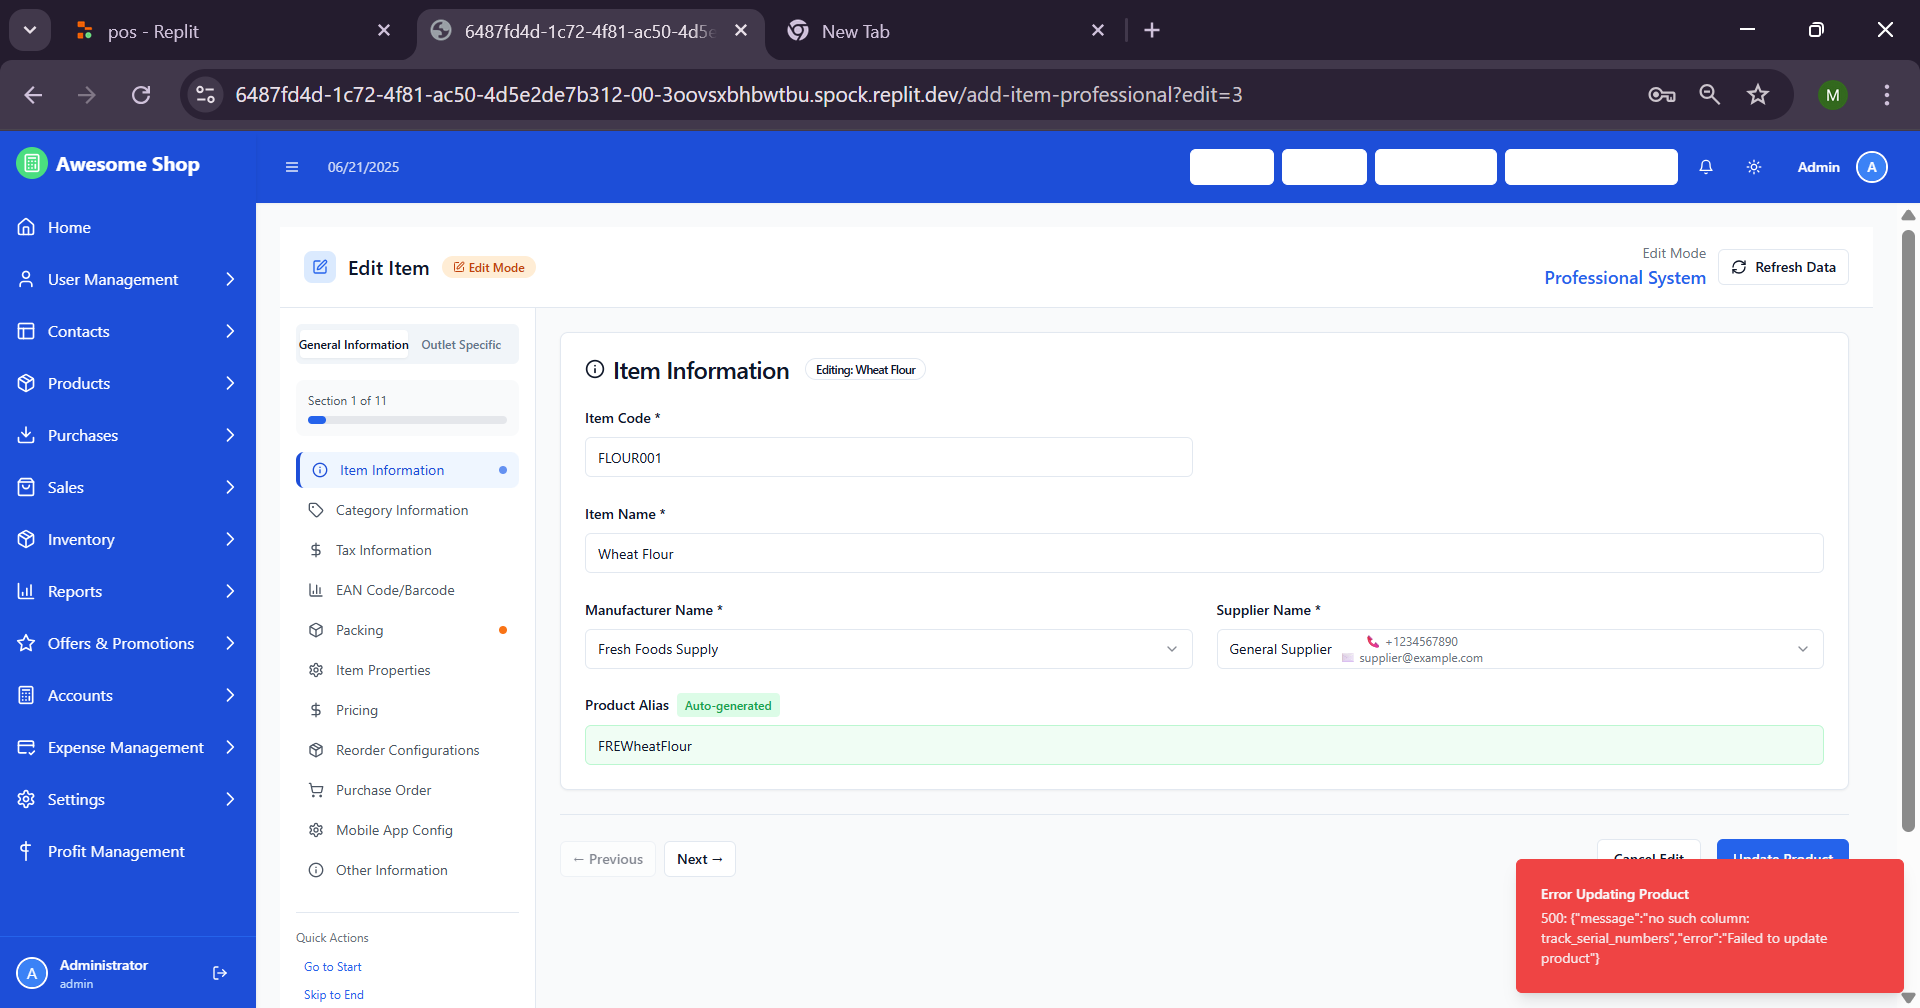 pos - Replit
6487fd4d-1c72-4f81-ac50-4d5e
New Tab
6487fd4d-1c72-4f81-ac50-4d5e2de7b312-00-3oovsxbhbwtbu.spock.replit.dev/add-item-professional?edit=3
M
Awesome Shop
06/21/2025
Admin
A
Home
User Management
Contacts
Products
Purchases
Sales
Inventory
Reports
Offers & Promotions
Accounts
Expense Management
Settings
Profit Management
A
Administrator
admin
Edit Item
Edit Mode
Edit Mode
Professional System
Refresh Data
General Information
Outlet Specific
Section 1 of 11
Item Information
Category Information
Tax Information
EAN Code/Barcode
Packing
Item Properties
Pricing
Reorder Configurations
Purchase Order
Mobile App Config
Other Information
Quick Actions
Go to Start
Skip to End
Item Information
Editing: Wheat Flour
Item Code *
FLOUR001
Item Name *
Wheat Flour
Manufacturer Name *
Fresh Foods Supply
Supplier Name *
General Supplier
+1234567890
supplier@example.com
Product Alias
Auto-generated
FREWheatFlour
← Previous
Next →
Cancel Edit
Update Product
Error Updating Product
500: {"message":"no such column:
track_serial_numbers","error":"Failed to update
product"}